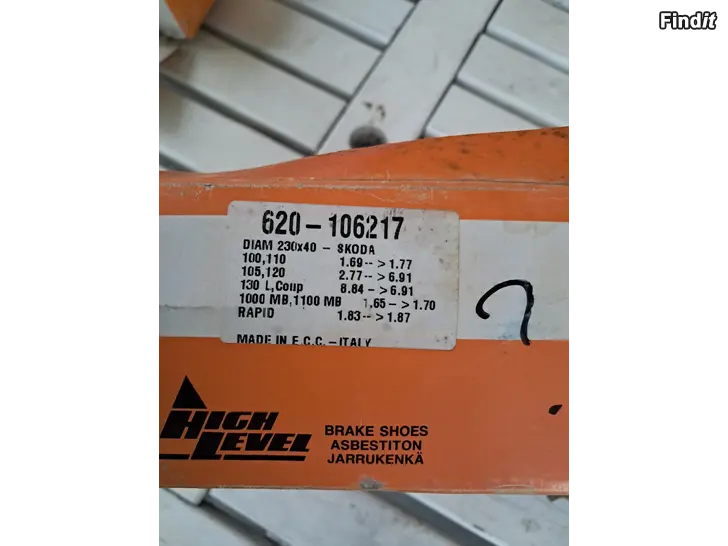 Findit
620-106217
DIAM 230x40 - SKODA
100,110 1.69--> 1.77
105,120 2.77--> 6.91
130 L,Coup 8.84 -> 6.91
1000 MB,1100 MB 1.65-> 1.70
RAPID 1.83--> 1.87
MADE IN E.C.C.-ITALY
HIGH
LEVEL
BRAKE SHOES
ASBESTITON
JARRUKENKÄ